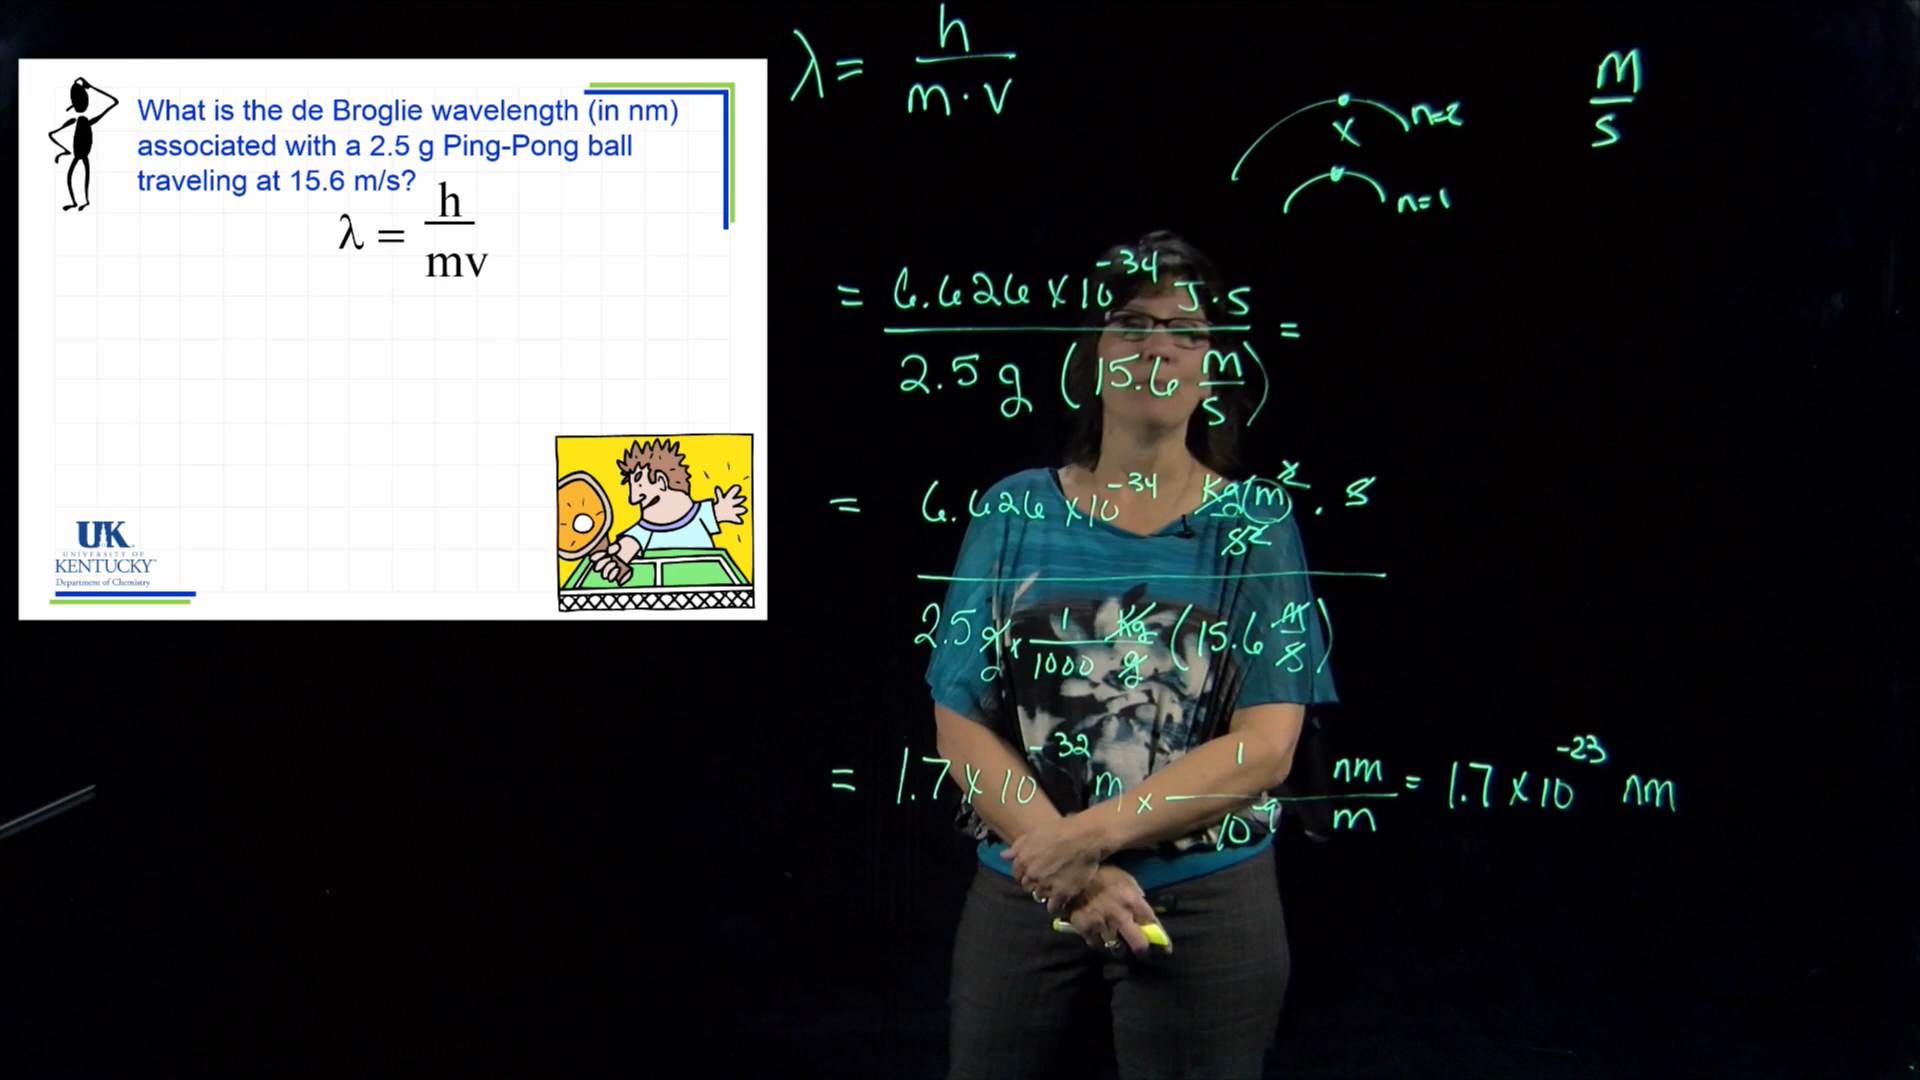 What is the de Broglie wavelength (in nm)
associated with a 2.5 g Ping-Pong ball
traveling at 15.6 m/s?
λ = h/mv
UK
UNIVERSITY OF
KENTUCKY
Department of Chemistry
λ = h/m·v
n=2
x
n=1
m/s
= 6.626 x 10^-34 J·s / 2.5 g (15.6 m/s) =
= 6.626 x 10^-34 kg m^2/s^2 · s / 2.5 g x 1/1000 kg/g (15.6 m/s)
= 1.7 x 10^-32 m x 1/10^-9 nm/m = 1.7 x 10^-23 nm